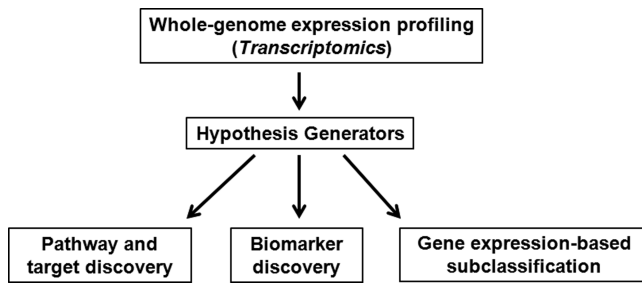 Whole-genome expression profiling
(Transcriptomics)
Hypothesis Generators
Pathway and
target discovery
Biomarker
discovery
Gene expression-based
subclassification